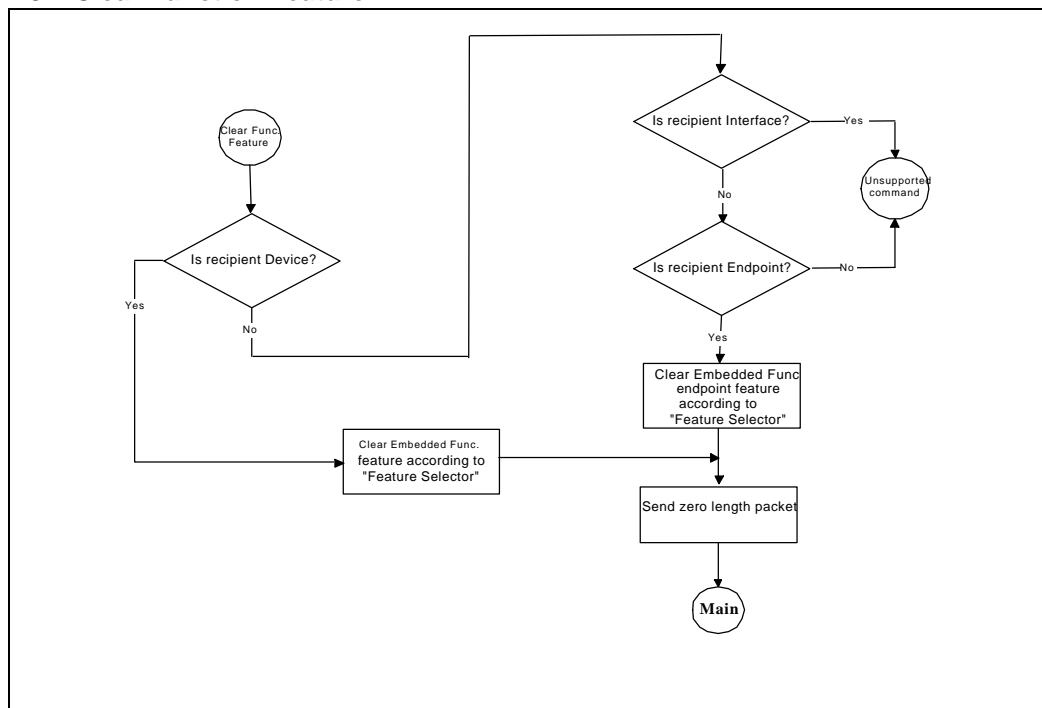 Clear Func.
Feature
Is recipient Device?
Yes
No
Is recipient Interface?
Yes
Unsupported
command
No
Is recipient Endpoint?
No
Yes
Clear Embedded Func
endpoint feature
according to
"Feature Selector"
Clear Embedded Func.
feature according to
"Feature Selector"
Send zero length packet
Main